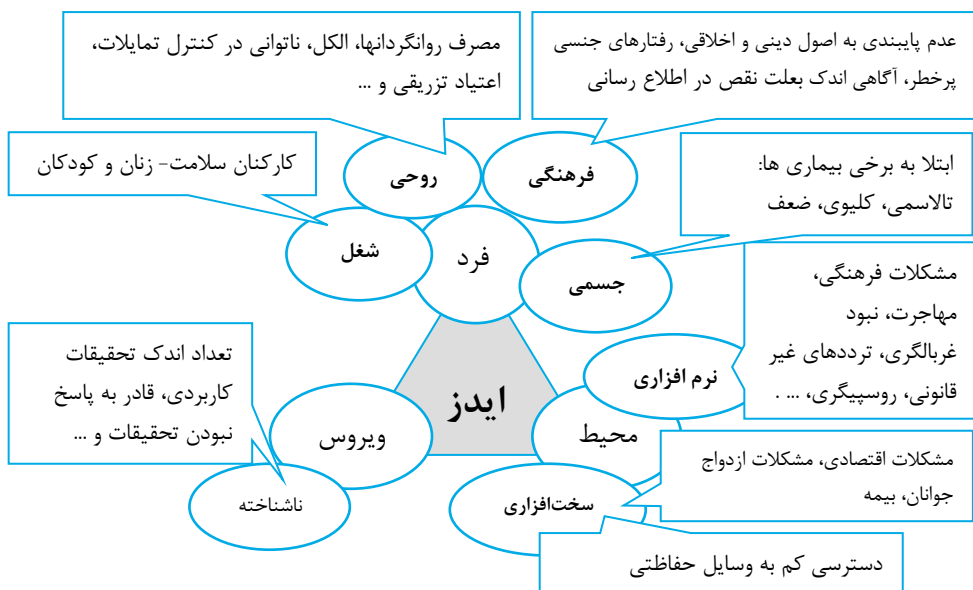 عدم پایبندی به اصول دینی و اخلاقی، رفتارهای جنسی
پرخطر، آگاهی اندک بعلت نقص در اطلاع رسانی
مصرف روانگردانها، الکل، ناتوانی در کنترل تمایلات،
اعتیاد تزریقی و ...
فرهنگی
روحی
کارکنان سلامت- زنان و کودکان
ابتلا به برخی بیماری ها:
تالاسمی، کلیوی، ضعف
شغل
فرد
جسمی
مشکلات فرهنگی،
مهاجرت، نبود
غربالگری، ترددهای غیر
قانونی، روسپیگری، ... .
نرم افزاری
ایدز
تعداد اندک تحقیقات
کاربردی، قادر به پاسخ
نبودن تحقیقات و ...
محیط
ویروس
مشکلات اقتصادی، مشکلات ازدواج
جوانان، بیمه
سخت‌افزاری
ناشناخته
دسترسی کم به وسایل حفاظتی